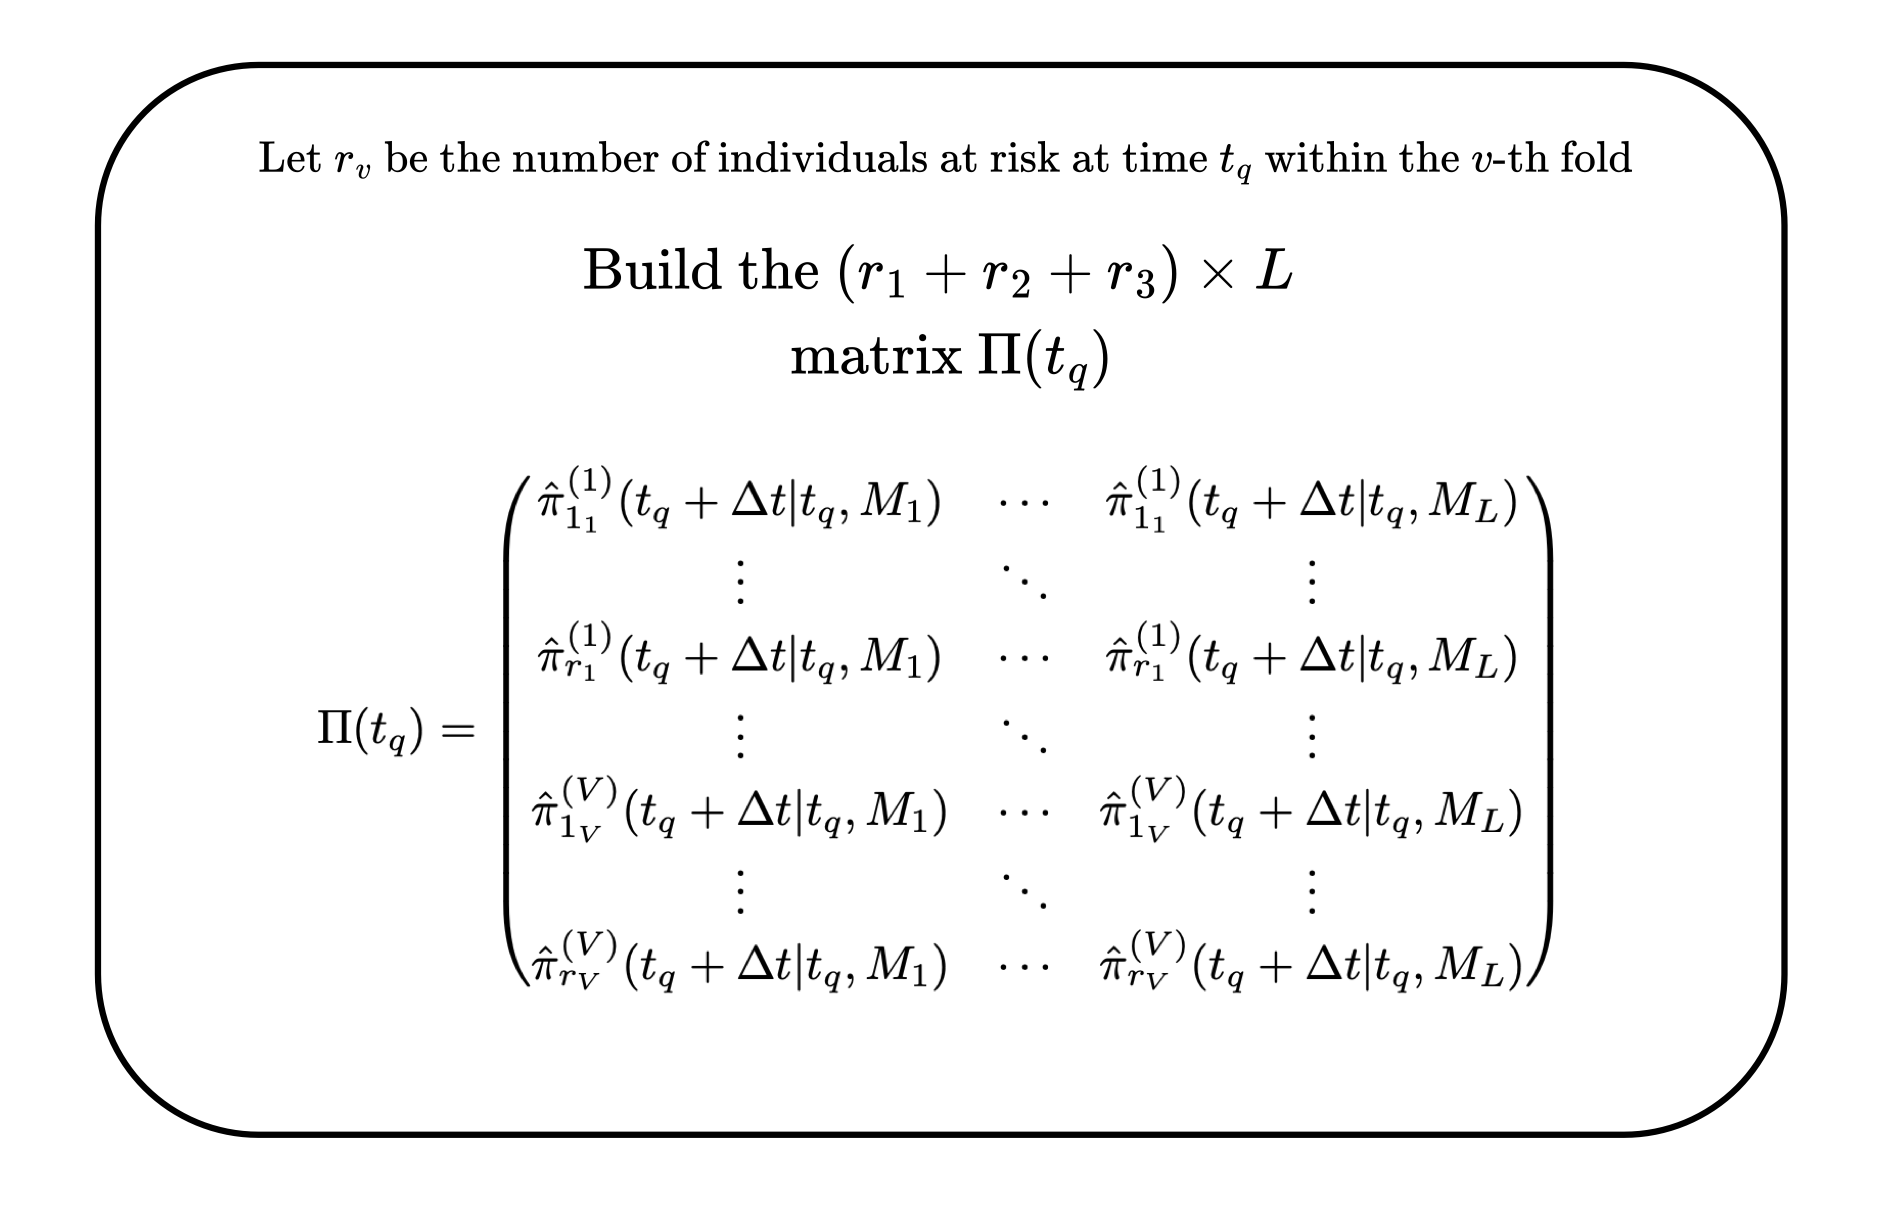 Let $r_v$ be the number of individuals at risk at time $t_q$ within the $v$-th fold
Build the $(r_1 + r_2 + r_3) \times L$
matrix $\Pi(t_q)$
$\Pi(t_q) = \begin{pmatrix} \hat{\pi}_{1_1}^{(1)}(t_q + \Delta t | t_q, M_1) & \cdots & \hat{\pi}_{1_1}^{(1)}(t_q + \Delta t | t_q, M_L) \\ \vdots & \ddots & \vdots \\ \hat{\pi}_{r_1}^{(1)}(t_q + \Delta t | t_q, M_1) & \cdots & \hat{\pi}_{r_1}^{(1)}(t_q + \Delta t | t_q, M_L) \\ \vdots & \ddots & \vdots \\ \hat{\pi}_{1_V}^{(V)}(t_q + \Delta t | t_q, M_1) & \cdots & \hat{\pi}_{1_V}^{(V)}(t_q + \Delta t | t_q, M_L) \\ \vdots & \ddots & \vdots \\ \hat{\pi}_{r_V}^{(V)}(t_q + \Delta t | t_q, M_1) & \cdots & \hat{\pi}_{r_V}^{(V)}(t_q + \Delta t | t_q, M_L) \end{pmatrix}$